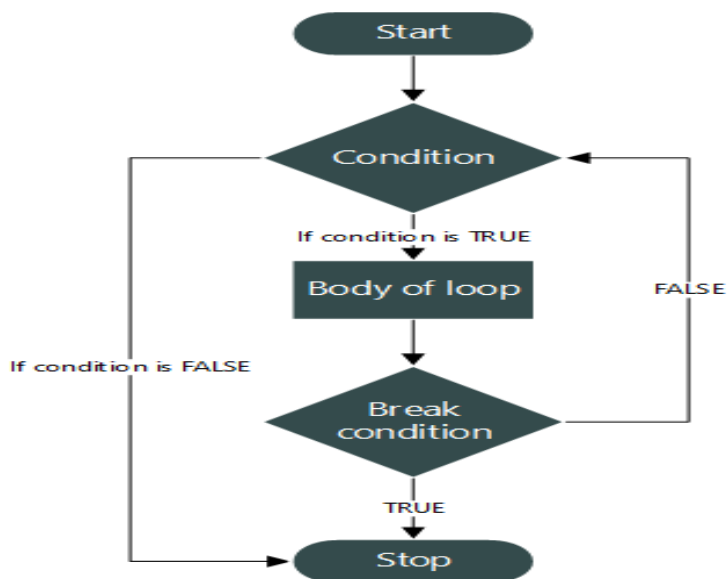 Start
Condition
If condition is TRUE
Body of loop
FALSE
If condition is FALSE
Break
condition
TRUE
Stop